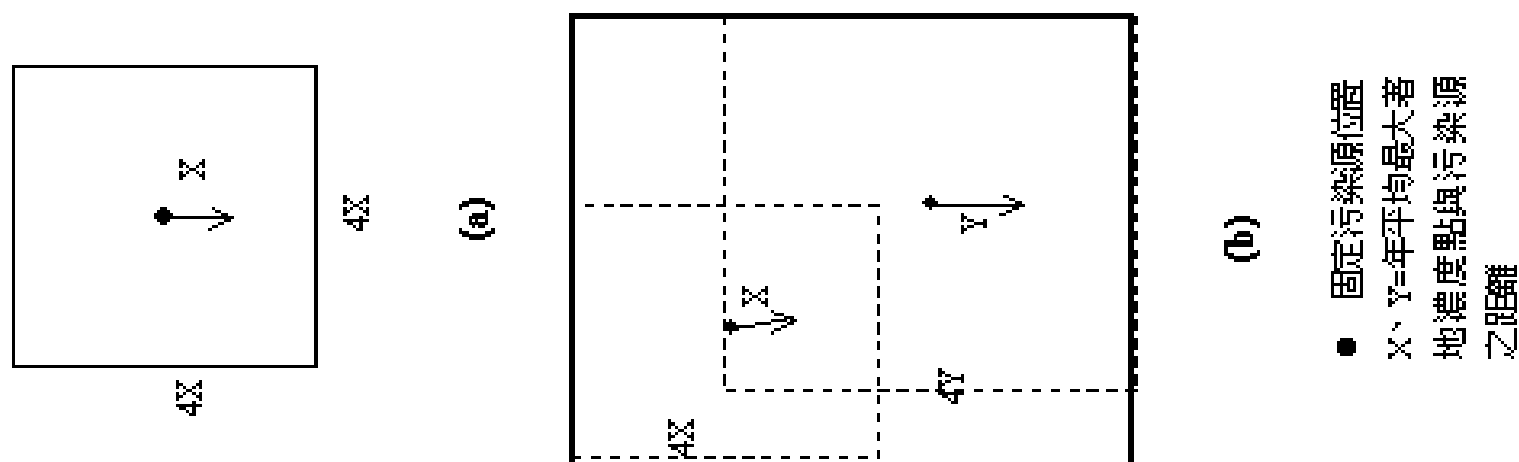 X
4X
4X
(a)
X
Y
4X
4Y
(b)
● 固定污染源位置
X、Y=年平均最大著
地濃度點與污染源
之距離